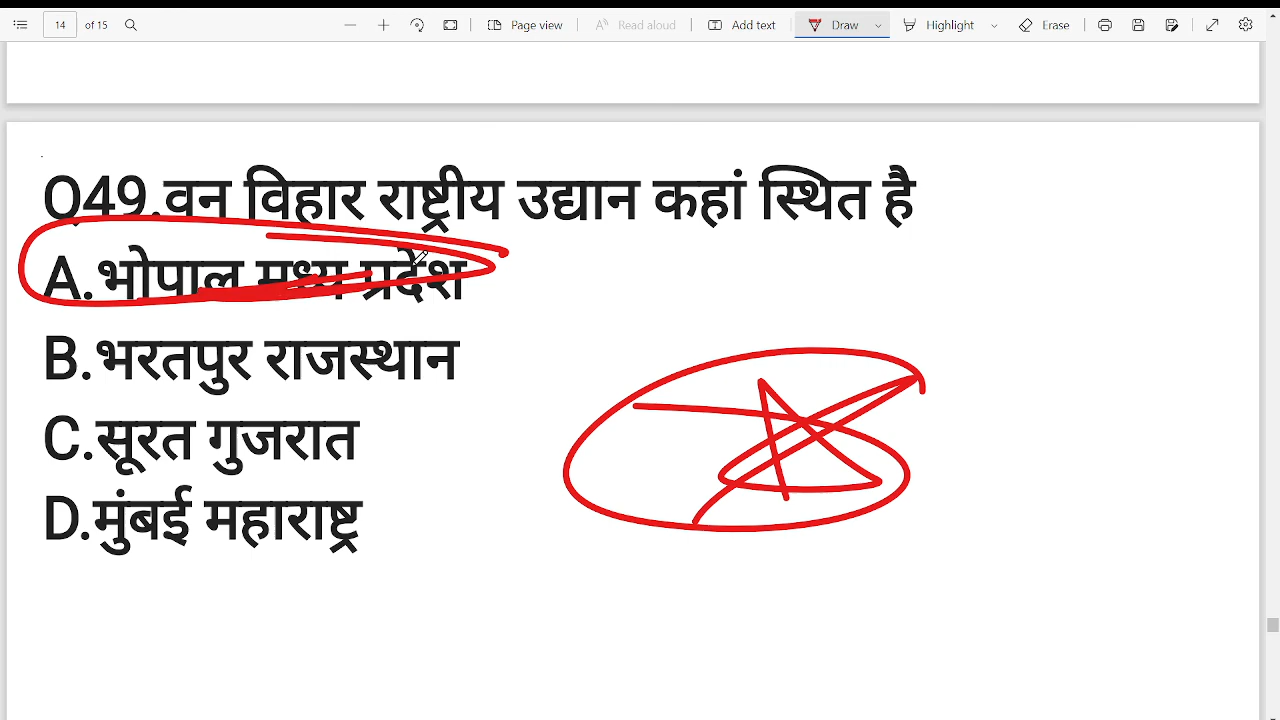 14 of 15 Page view Read aloud Add text Draw Highlight Erase
Q49.वन विहार राष्ट्रीय उद्यान कहां स्थित है
A.भोपाल मध्य प्रदेश
B.भरतपुर राजस्थान
C.सूरत गुजरात
D.मुंबई महाराष्ट्र